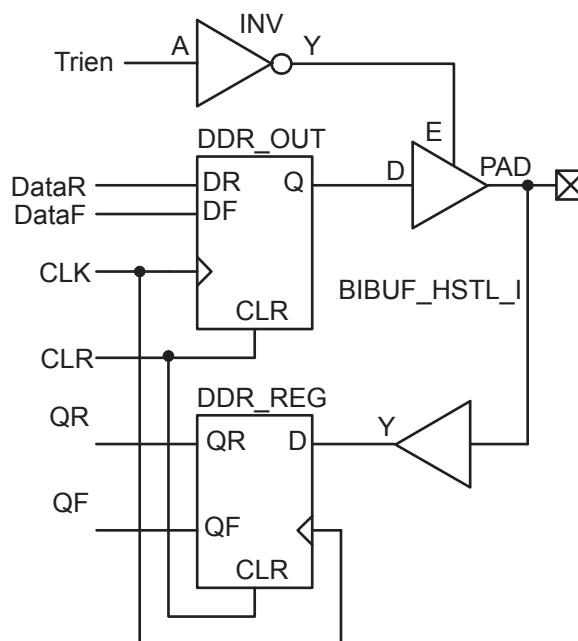 INV
Trien
A
Y
DDR_OUT
E
D
PAD
DataR
DR
Q
DataF
DF
CLK
BIBUF_HSTL_I
CLR
CLR
DDR_REG
QR
QR
D
Y
QF
QF
CLR